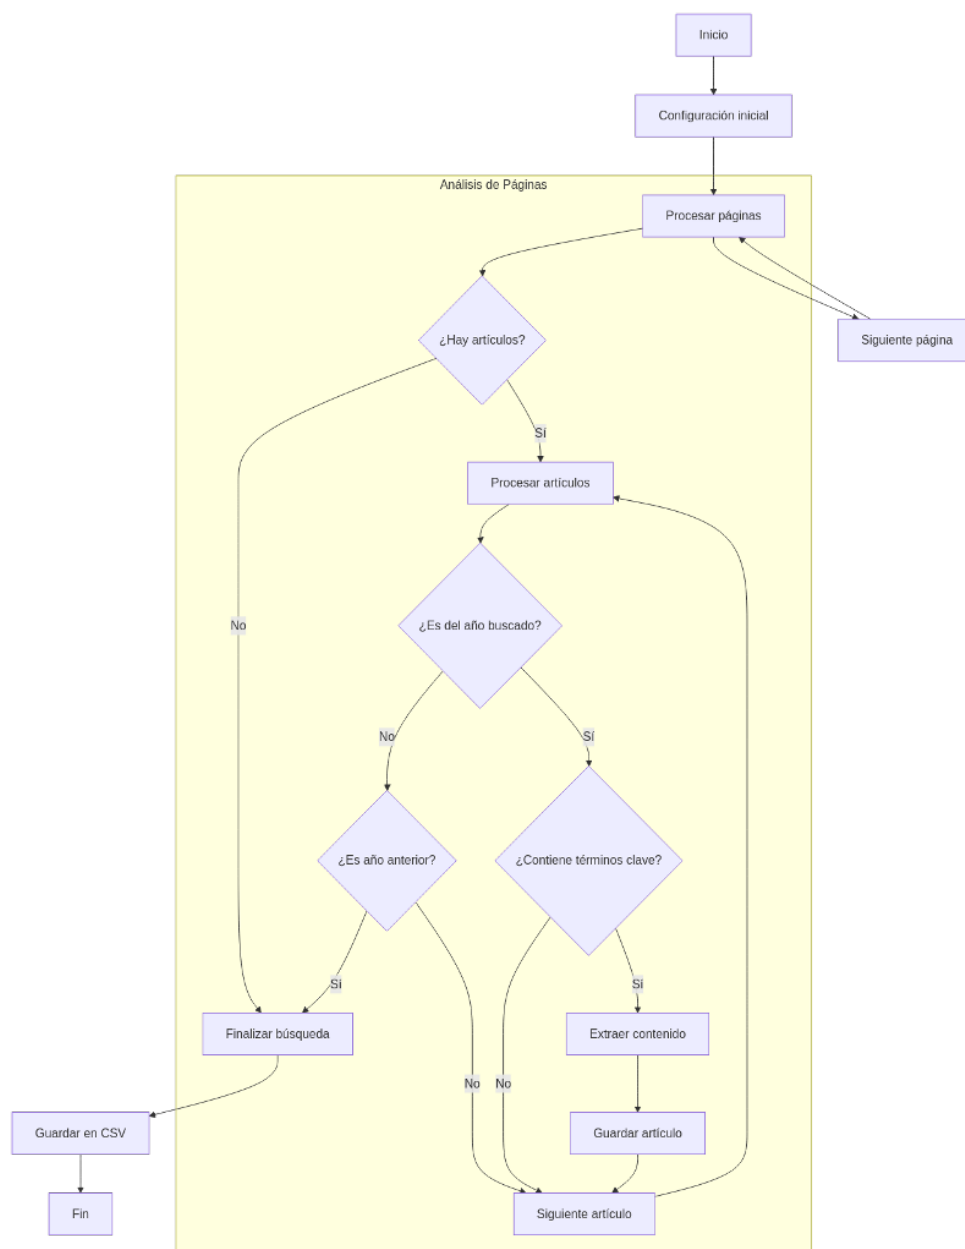 Inicio
Configuración inicial
Análisis de Páginas
Procesar páginas
¿Hay artículos?
Siguiente página
Sí
Procesar artículos
No
¿Es del año buscado?
No
Sí
¿Es año anterior?
¿Contiene términos clave?
Sí
Sí
Finalizar búsqueda
Extraer contenido
No
No
Guardar en CSV
Guardar artículo
Fin
Siguiente artículo